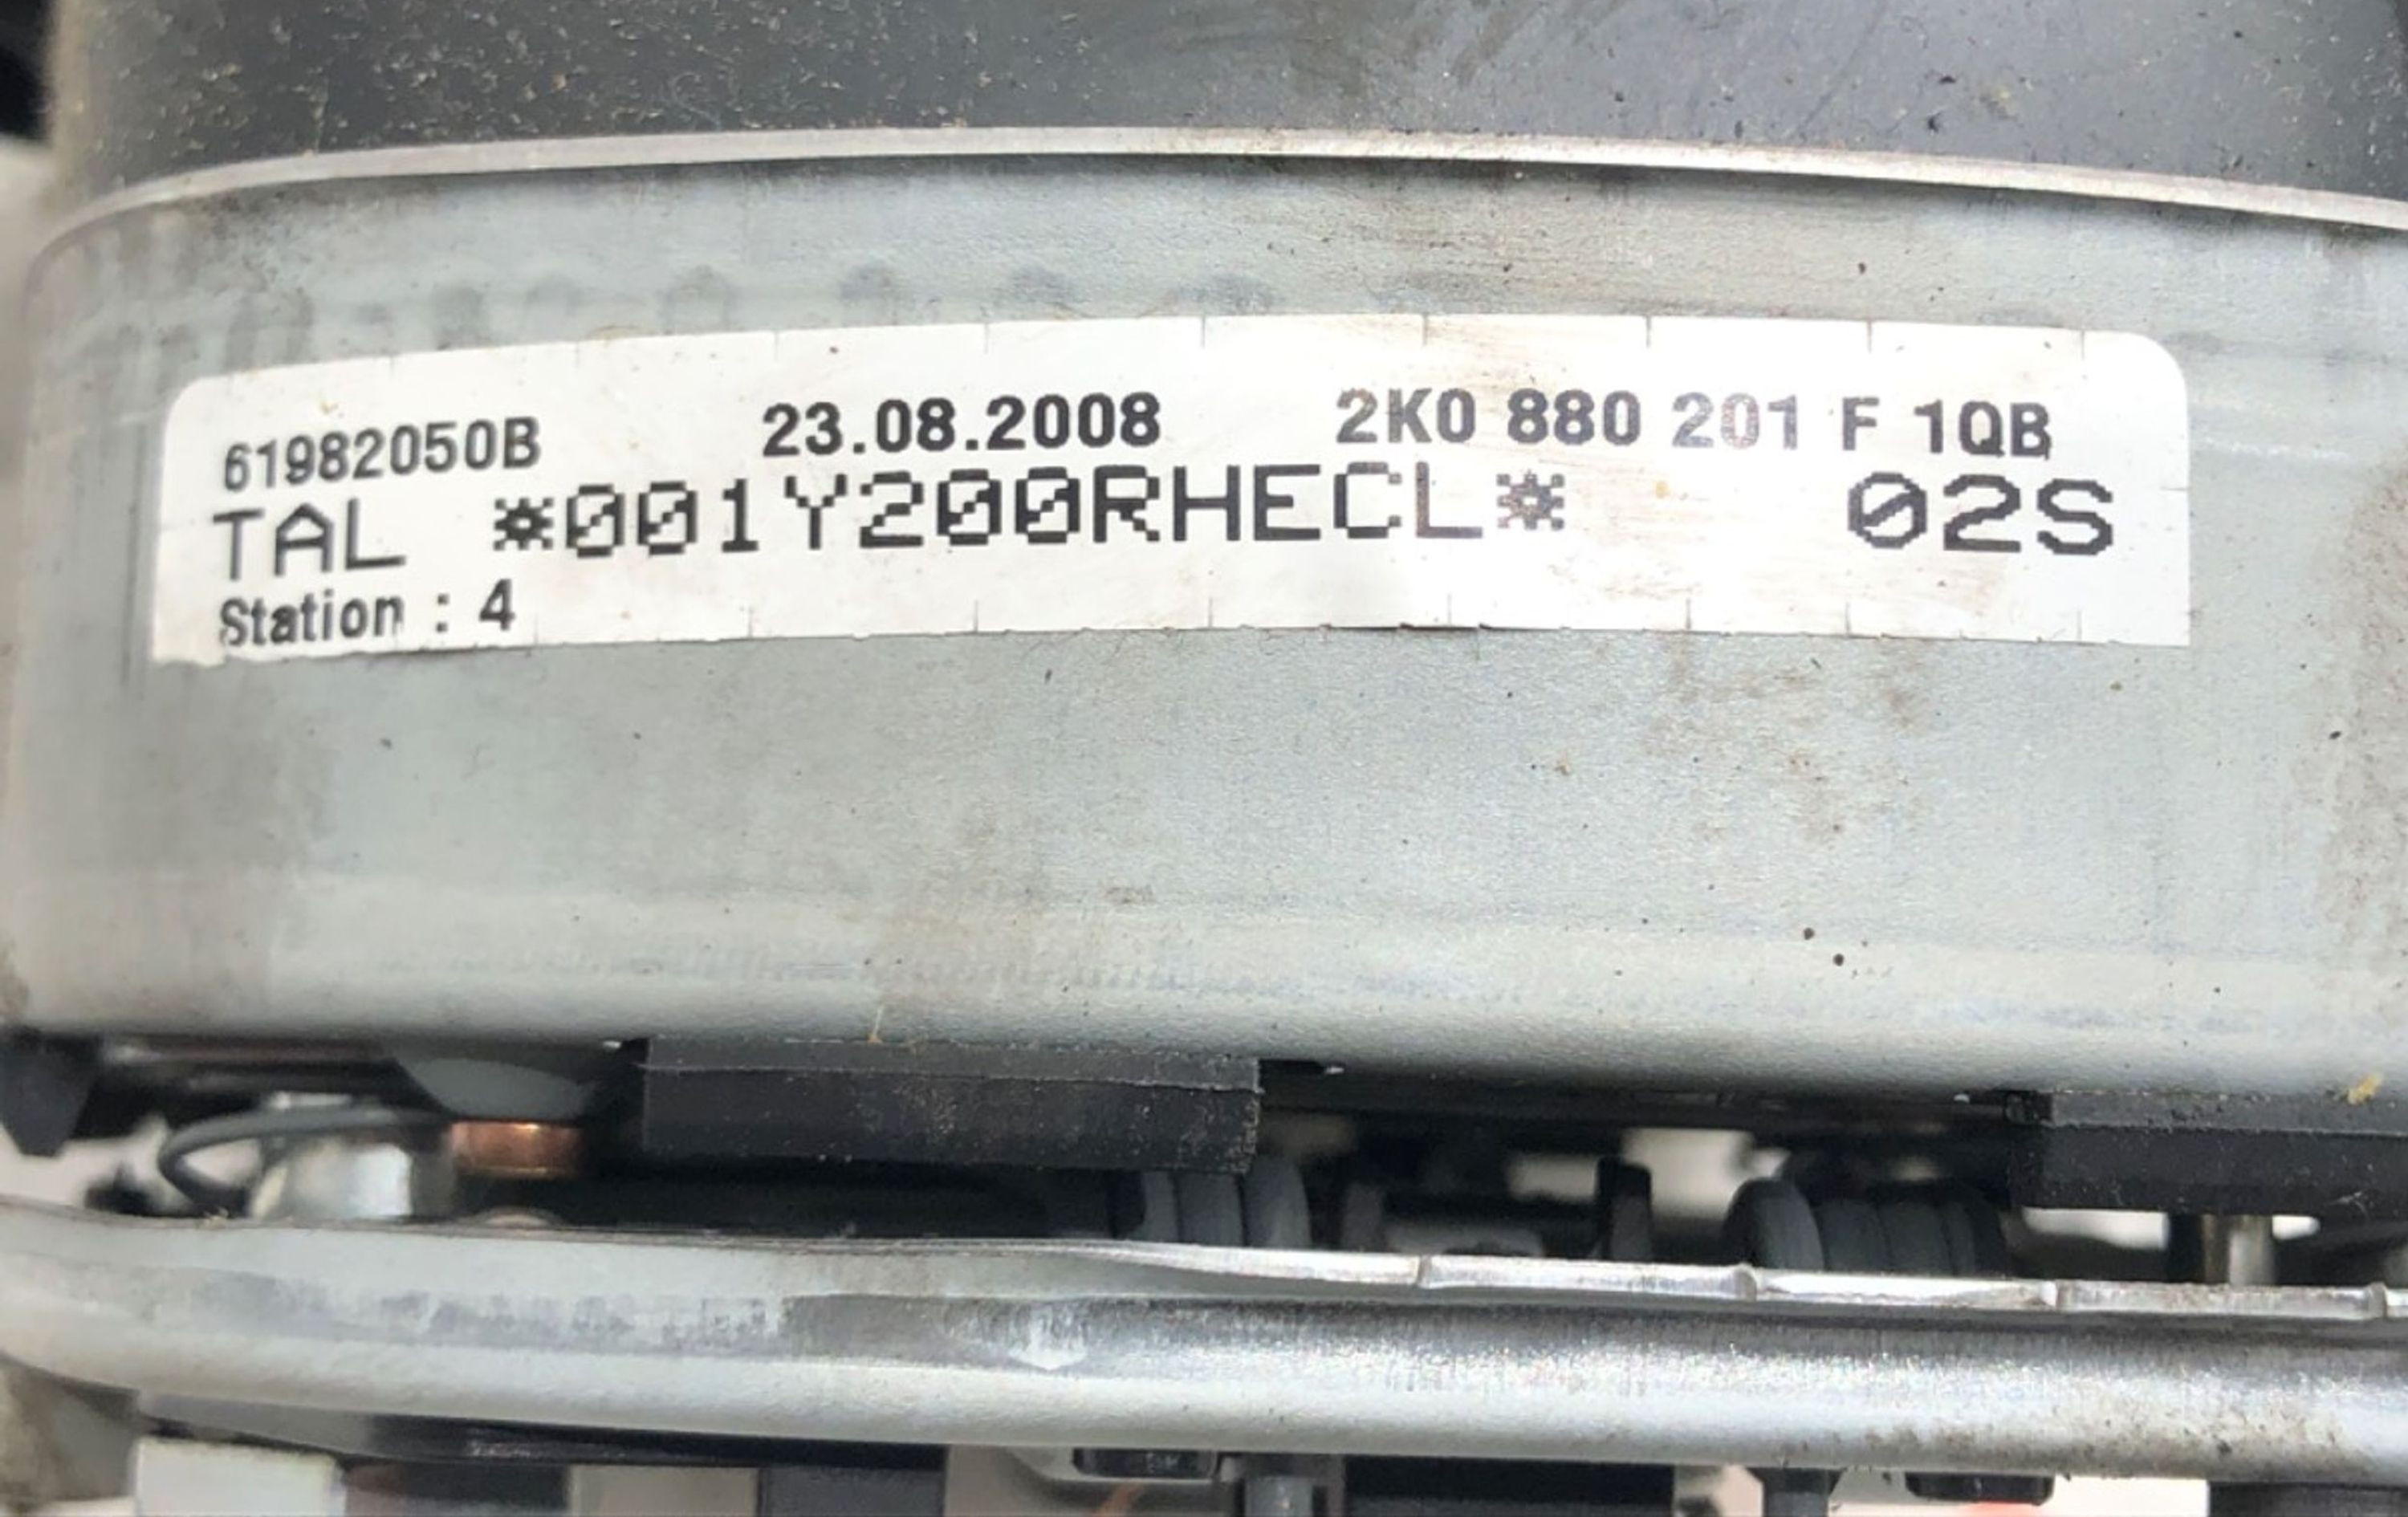 61982050B 23.08.2008 2K0 880 201 F 1QB
TAL *001Y200RHECL* 02S
Station : 4